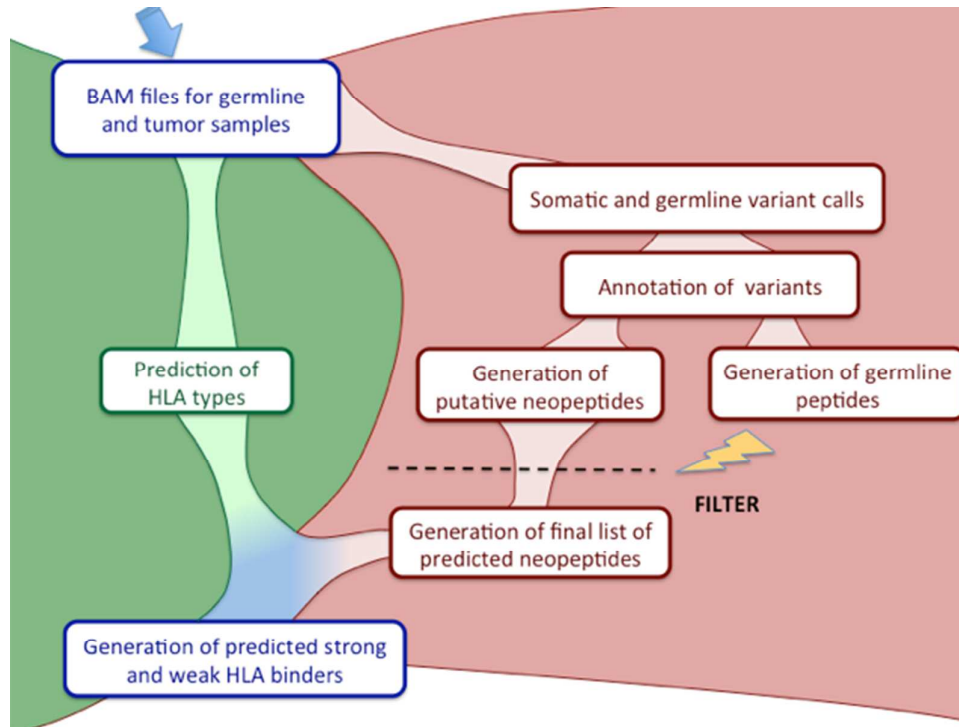 BAM files for germline
and tumor samples
Somatic and germline variant calls
Annotation of variants
Prediction of
HLA types
Generation of
putative neopeptides
Generation of germline
peptides
FILTER
Generation of final list of
predicted neopeptides
Generation of predicted strong
and weak HLA binders